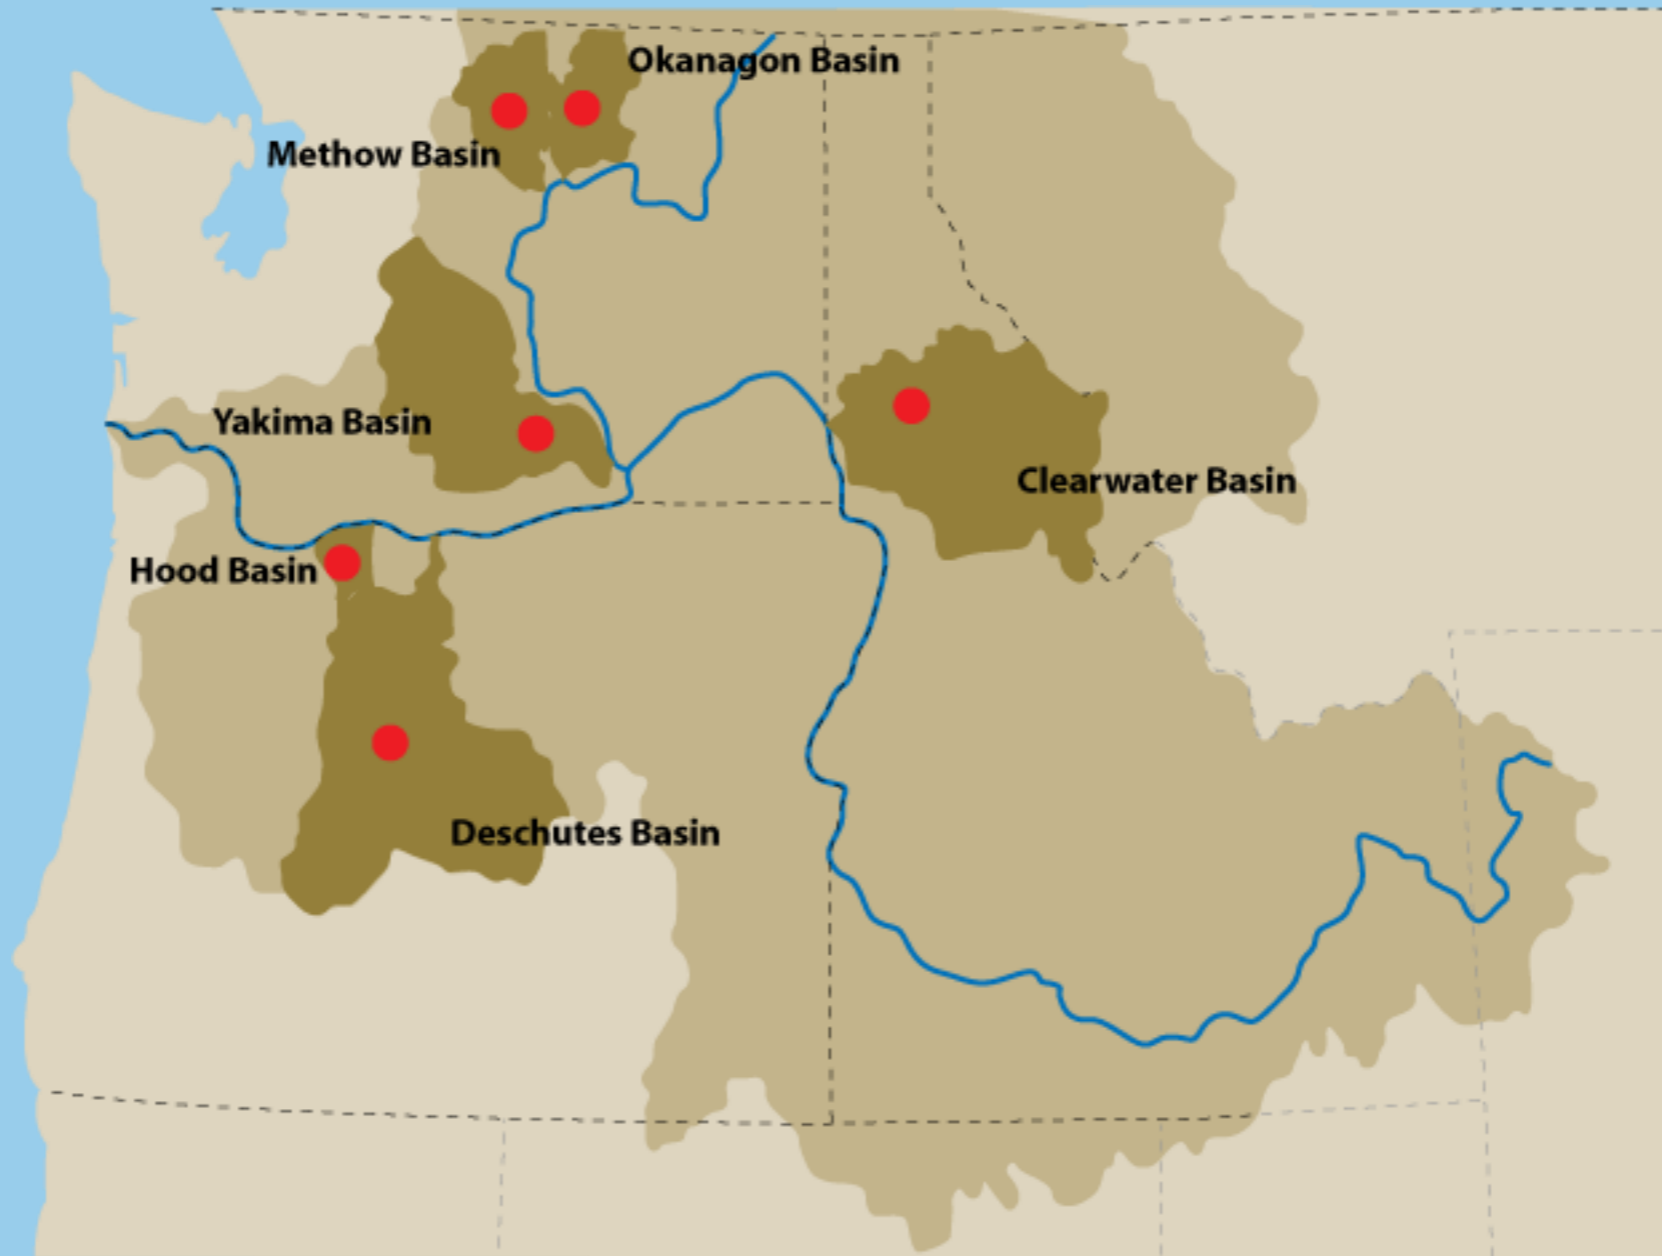 Okanagon Basin
Methow Basin
Yakima Basin
Clearwater Basin
Hood Basin
Deschutes Basin